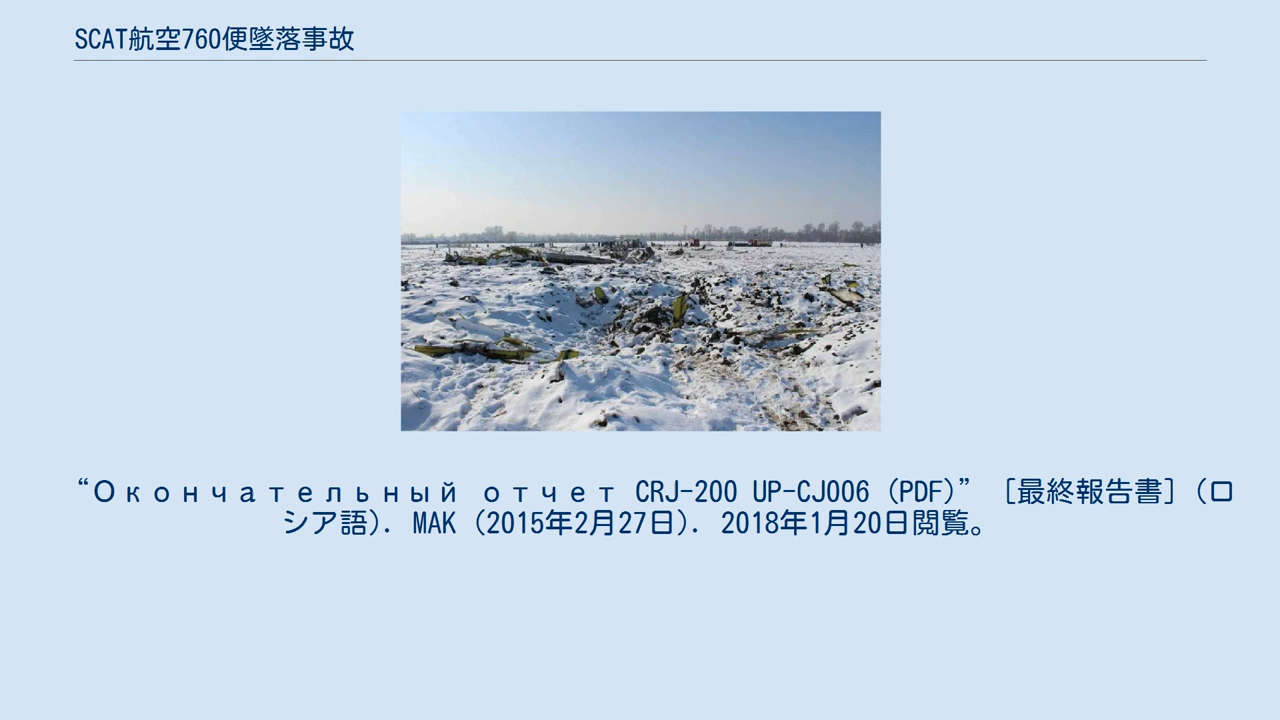 SCAT航空760便墜落事故
“Окончательный отчет CRJ-200 UP-CJ006 (PDF)” [最終報告書] (ロ
シア語). MAK (2015年2月27日). 2018年1月20日閲覧。